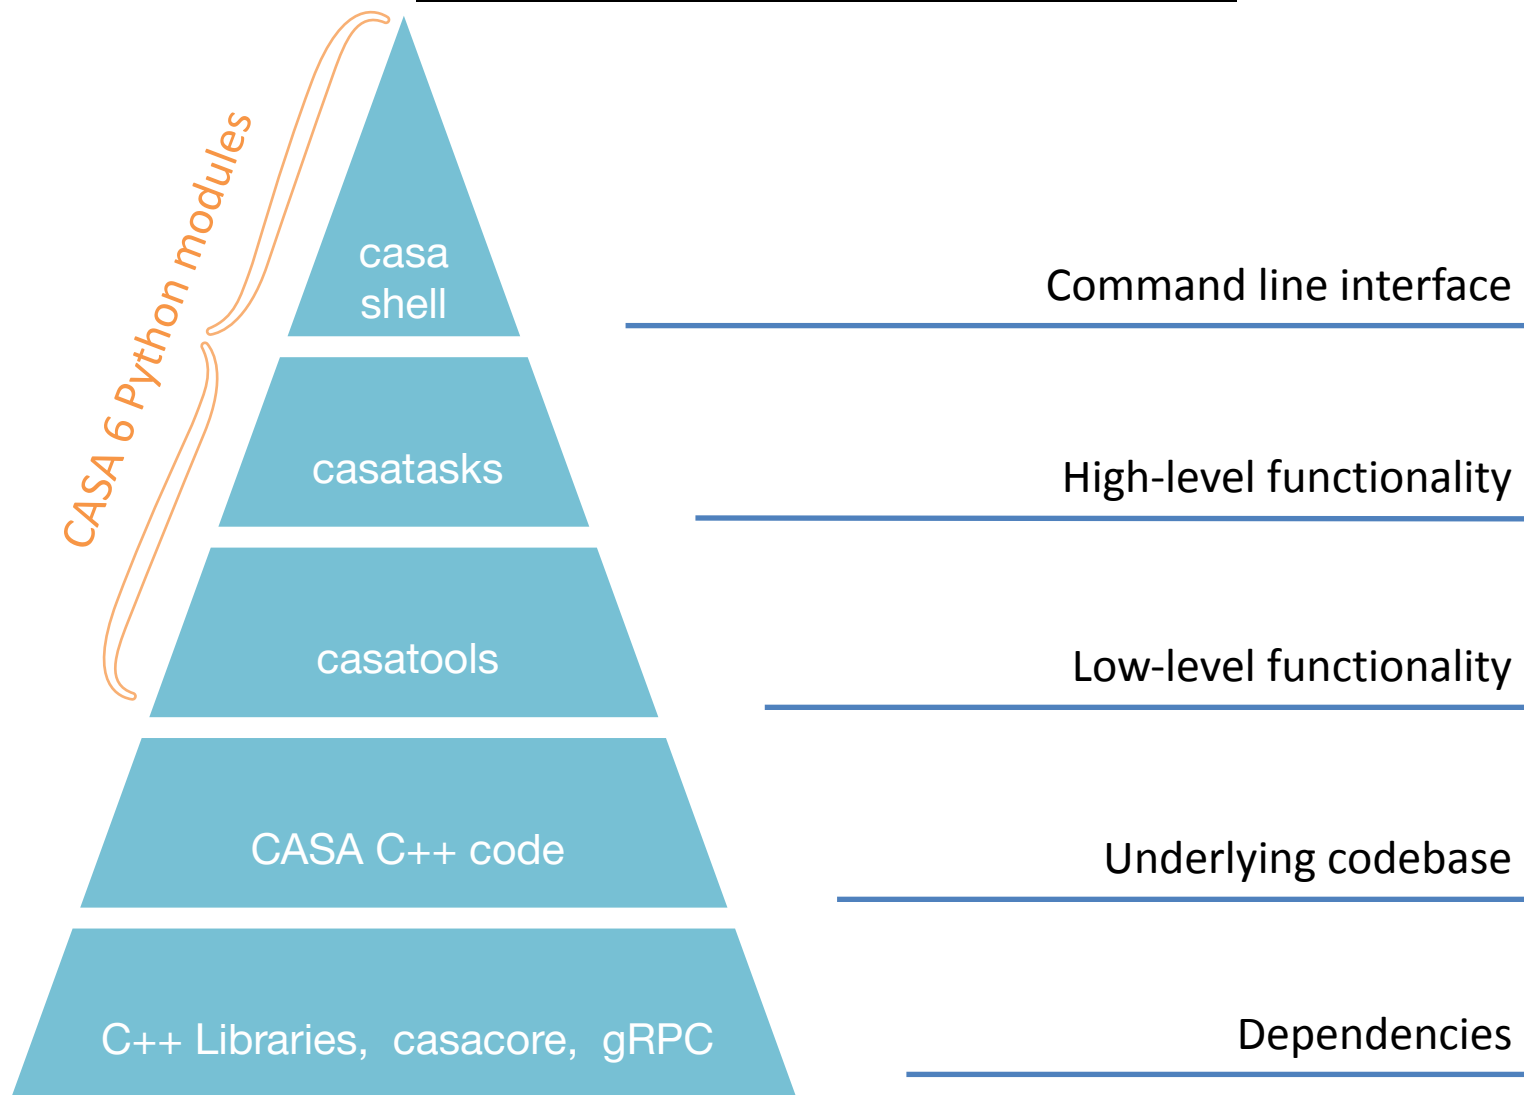 CASA 6 Python modules
casa
shell
Command line interface
casatasks
High-level functionality
casatools
Low-level functionality
CASA C++ code
Underlying codebase
C++ Libraries, casacore, gRPC
Dependencies